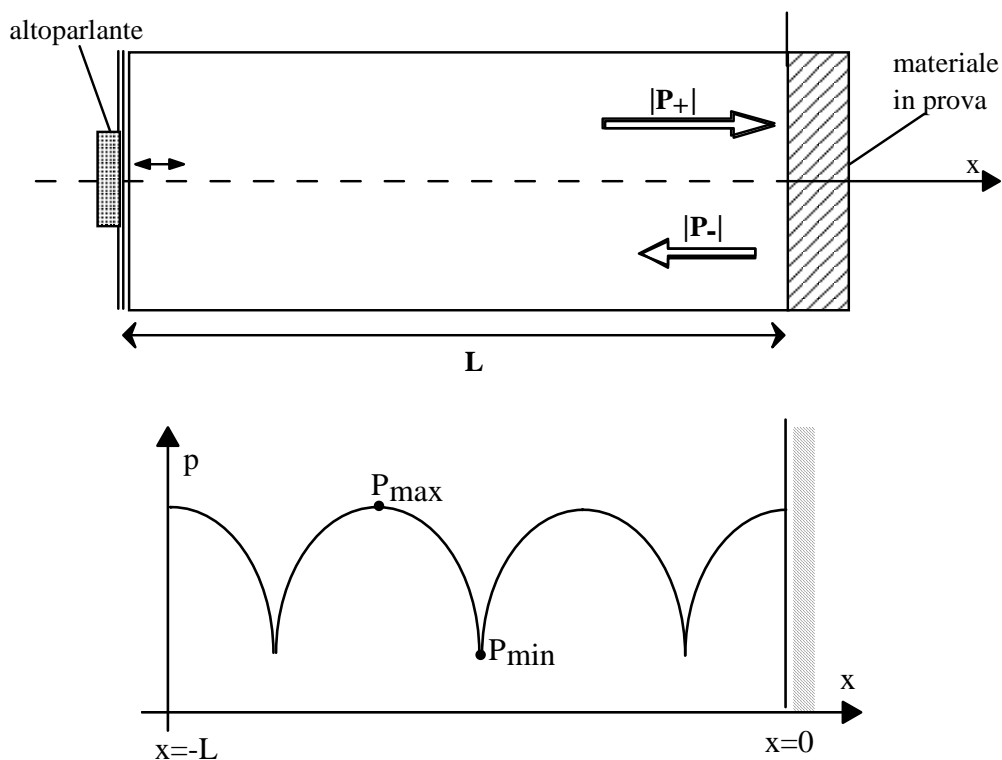 altoparlante
materiale
in prova
|P+|
x
|P-|
L
p
Pmax
Pmin
x
x=-L
x=0